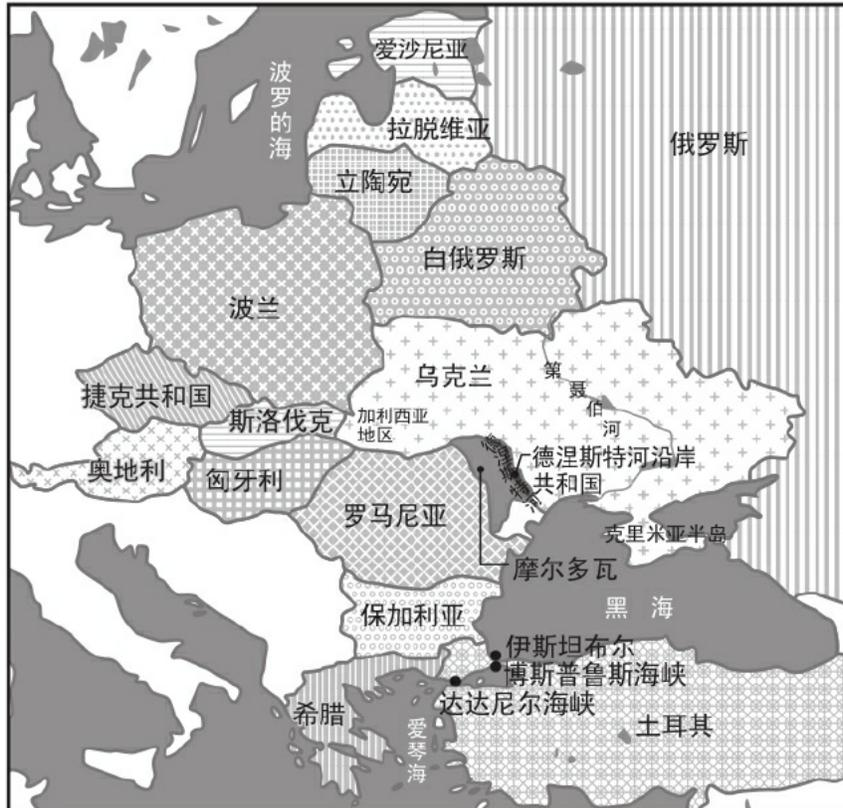 爱沙尼亚
波罗的海
拉脱维亚
俄罗斯
立陶宛
白俄罗斯
波兰
乌克兰
第聂伯河
捷克共和国
斯洛伐克
加利西亚
地区
奥地利
匈牙利
德涅斯特河
德涅斯特河沿岸
共和国
罗马尼亚
克里米亚半岛
摩尔多瓦
保加利亚
黑海
伊斯坦布尔
博斯普鲁斯海峡
达达尼尔海峡
希腊
爱琴海
土耳其